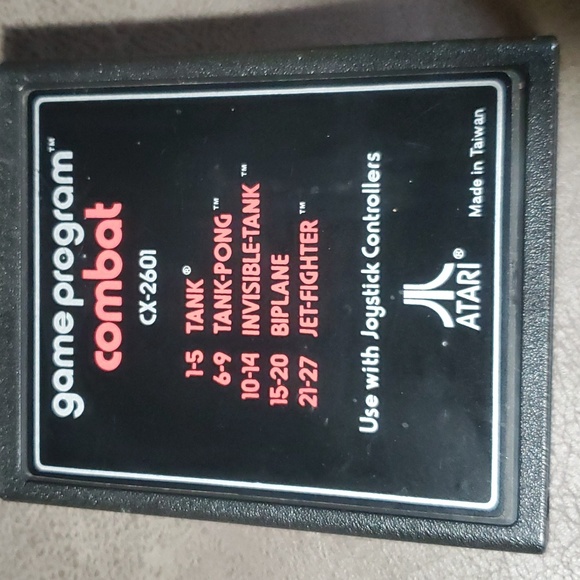 game program™
combat
CX-2601
1-5 TANK®
6-9 TANK-PONG™
10-14 INVISIBLE-TANK™
15-20 BIPLANE
21-27 JET-FIGHTER™
Use with Joystick Controllers
ATARI®
Made in Taiwan